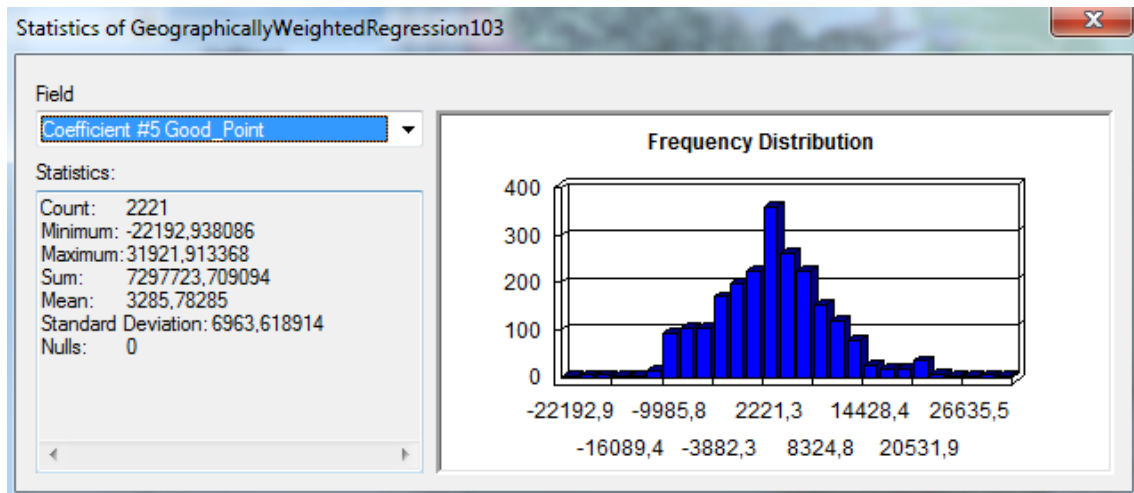 Statistics of GeographicallyWeightedRegression103
Field
Coefficient #5 Good_Point
Statistics:
Count: 2221
Minimum: -22192,938086
Maximum: 31921,913368
Sum: 7297723,709094
Mean: 3285,78285
Standard Deviation: 6963,618914
Nulls: 0
Frequency Distribution
400
300
200
100
0
-22192,9 -9985,8 2221,3 14428,4 26635,5
-16089,4 -3882,3 8324,8 20531,9